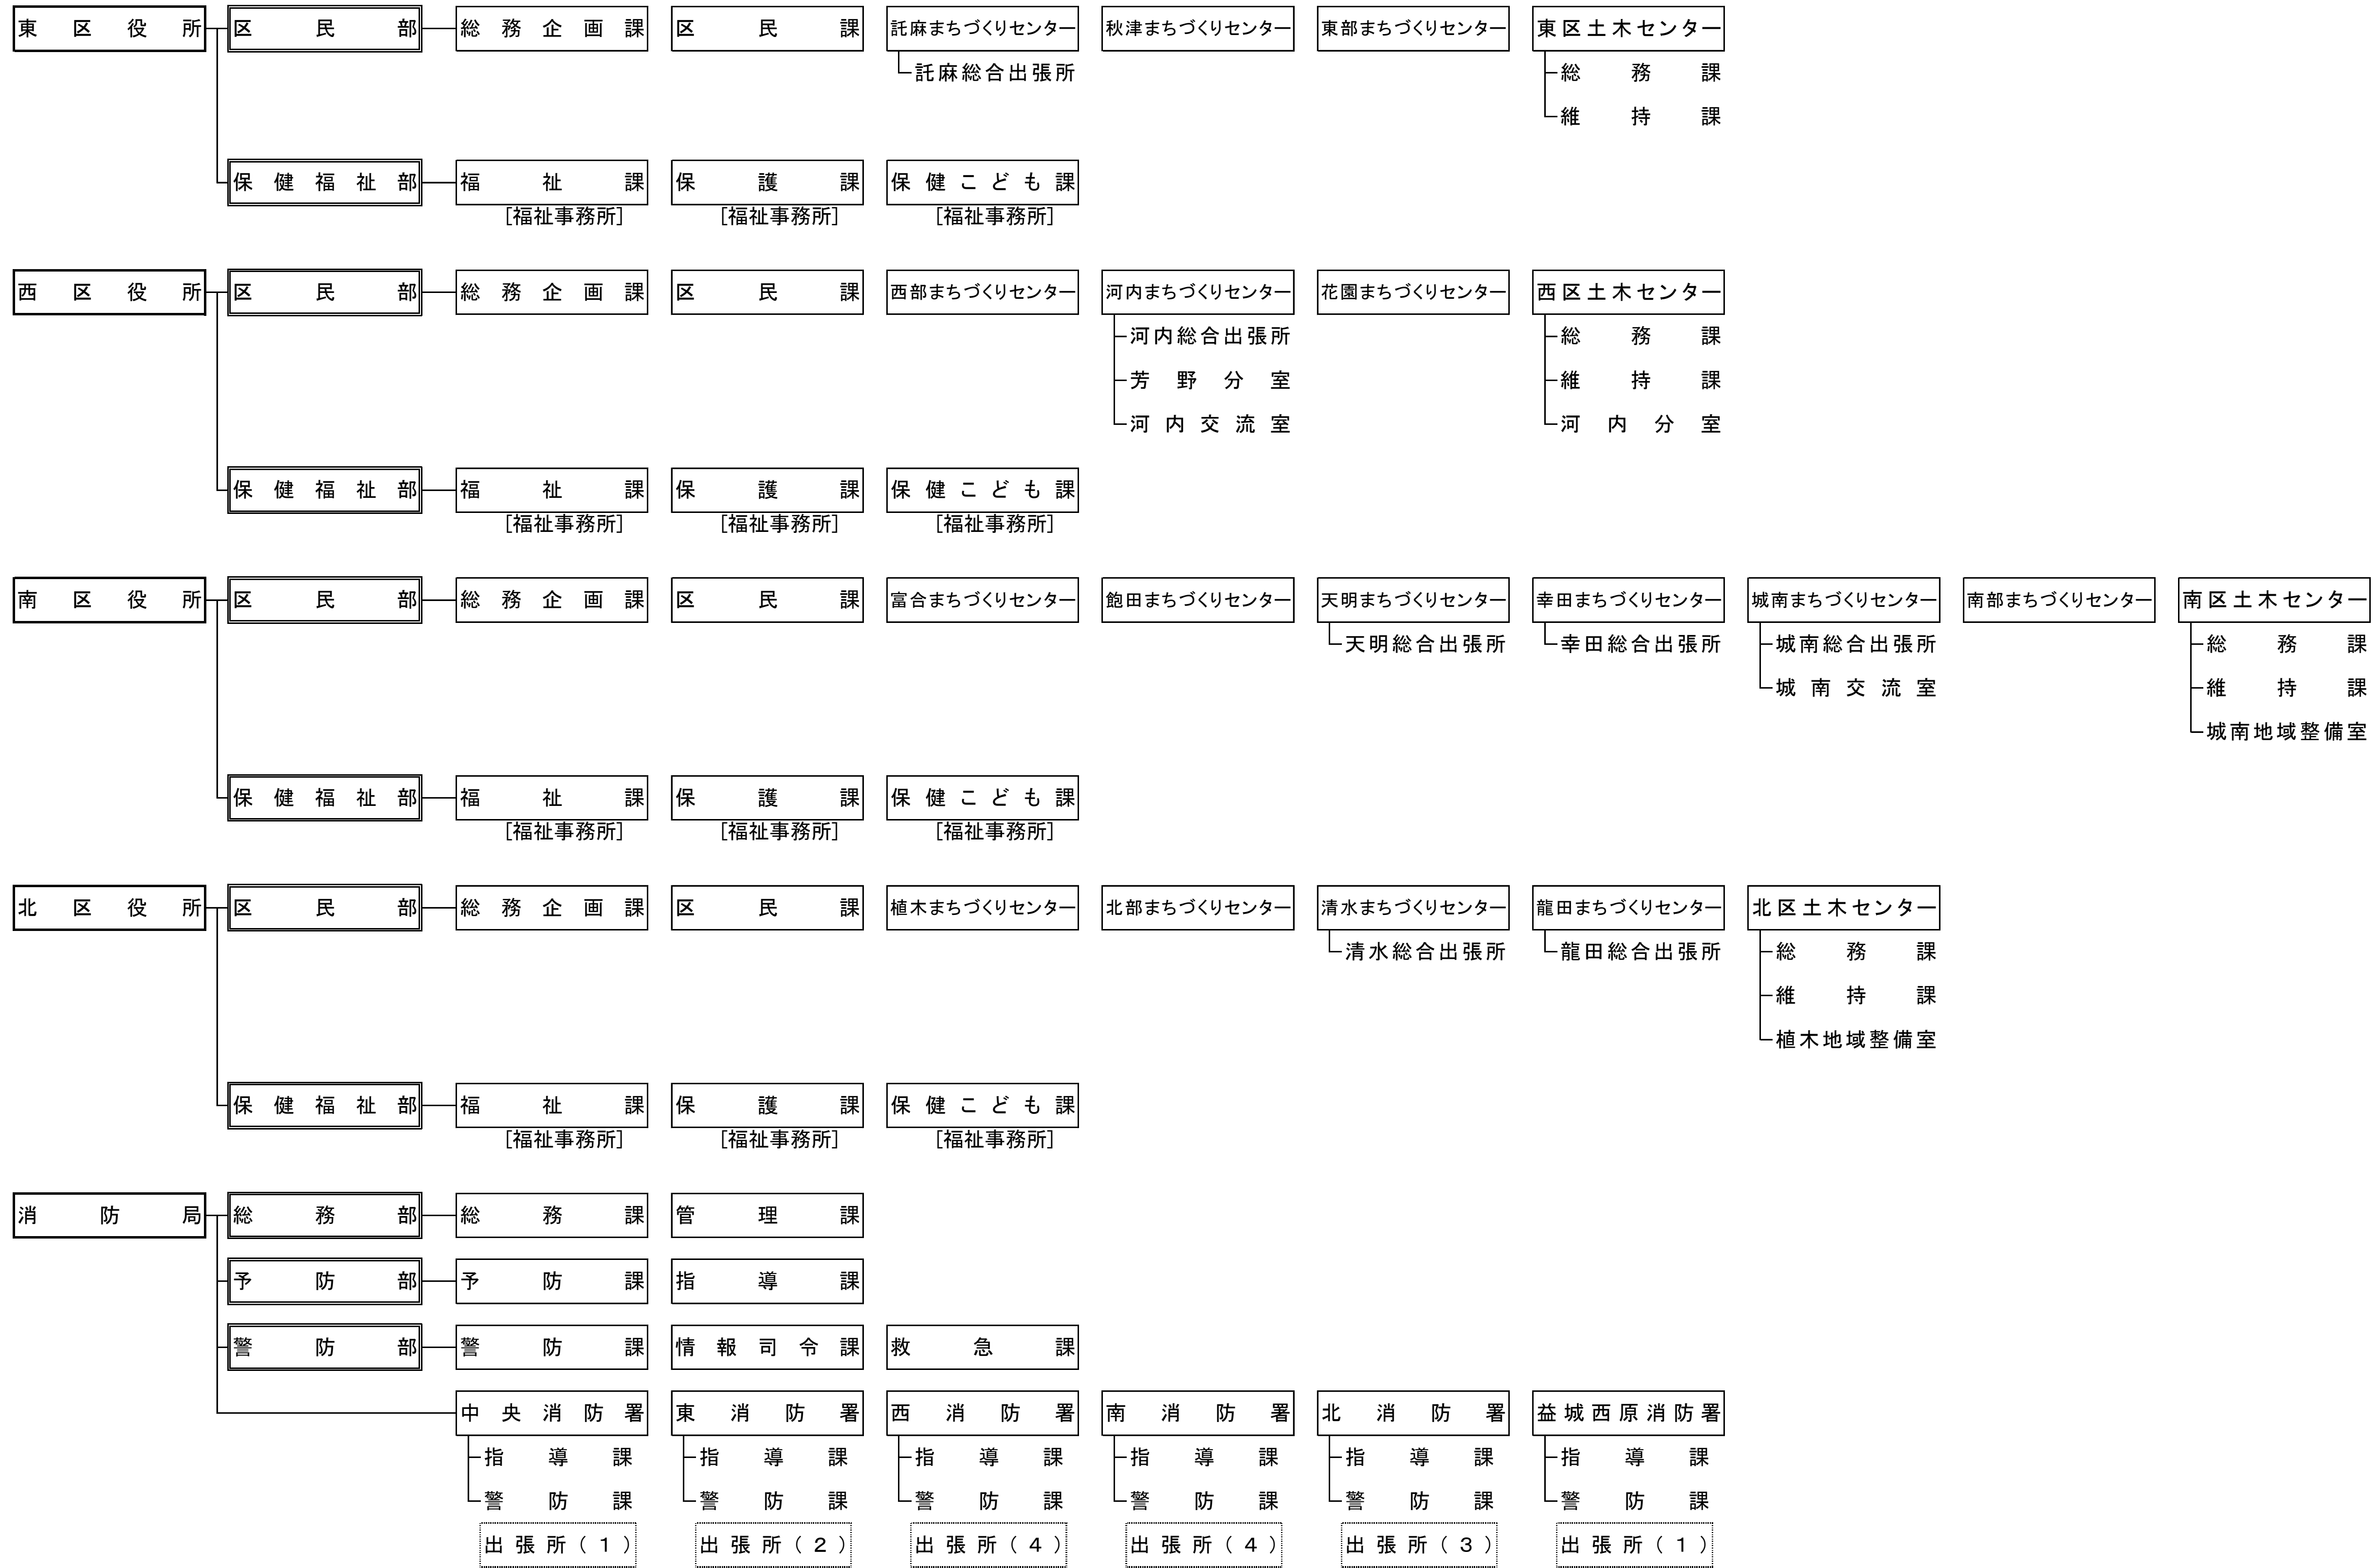 東区役所 区民部 総務企画課 区民課 託麻まちづくりセンター 秋津まちづくりセンター 東部まちづくりセンター 東区土木センター
託麻総合出張所 総務課
維持課
保健福祉部 福祉課 保護課 保健こども課
[福祉事務所] [福祉事務所] [福祉事務所]
西区役所 区民部 総務企画課 区民課 西部まちづくりセンター 河内まちづくりセンター 花園まちづくりセンター 西区土木センター
河内総合出張所 総務課
芳野分室 維持課
河内交流室 河内分室
保健福祉部 福祉課 保護課 保健こども課
[福祉事務所] [福祉事務所] [福祉事務所]
南区役所 区民部 総務企画課 区民課 富合まちづくりセンター 飽田まちづくりセンター 天明まちづくりセンター 幸田まちづくりセンター 城南まちづくりセンター 南部まちづくりセンター 南区土木センター
天明総合出張所 幸田総合出張所 城南総合出張所 総務課
城南交流室 維持課
城南地域整備室
保健福祉部 福祉課 保護課 保健こども課
[福祉事務所] [福祉事務所] [福祉事務所]
北区役所 区民部 総務企画課 区民課 植木まちづくりセンター 北部まちづくりセンター 清水まちづくりセンター 龍田まちづくりセンター 北区土木センター
清水総合出張所 龍田総合出張所 総務課
維持課
植木地域整備室
保健福祉部 福祉課 保護課 保健こども課
[福祉事務所] [福祉事務所] [福祉事務所]
消防局 総務部 総務課 管理課
予防部 予防課 指導課
警防部 警防課 情報司令課 救急課
中央消防署 東消防署 西消防署 南消防署 北消防署 益城西原消防署
指導課 指導課 指導課 指導課 指導課 指導課
警防課 警防課 警防課 警防課 警防課 警防課
出張所(1) 出張所(2) 出張所(4) 出張所(4) 出張所(3) 出張所(1)